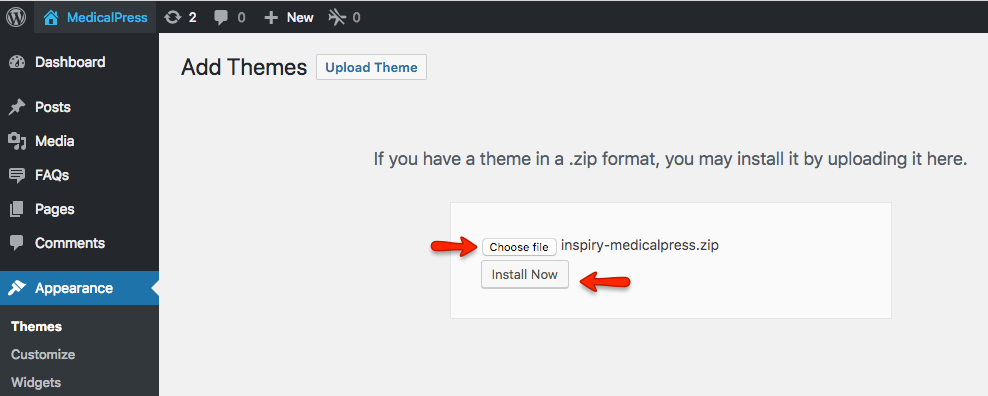 MedicalPress 2 0 New 0
Dashboard
Posts
Media
FAQs
Pages
Comments
Appearance
Themes
Customize
Widgets
Add Themes Upload Theme
If you have a theme in a .zip format, you may install it by uploading it here.
Choose file inspiry-medicalpress.zip
Install Now